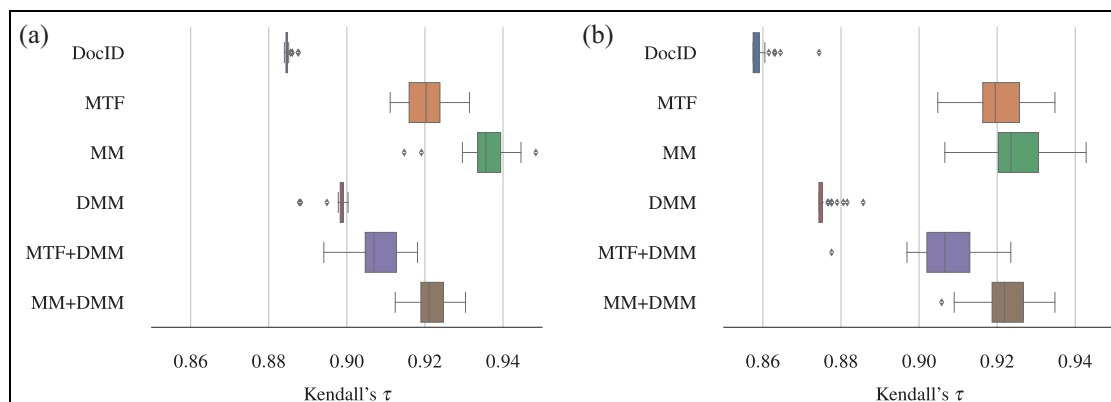 (a)
DocID
MTF
MM
DMM
MTF+DMM
MM+DMM
0.86 0.88 0.90 0.92 0.94
Kendall's τ
(b)
DocID
MTF
MM
DMM
MTF+DMM
MM+DMM
0.86 0.88 0.90 0.92 0.94
Kendall's τ